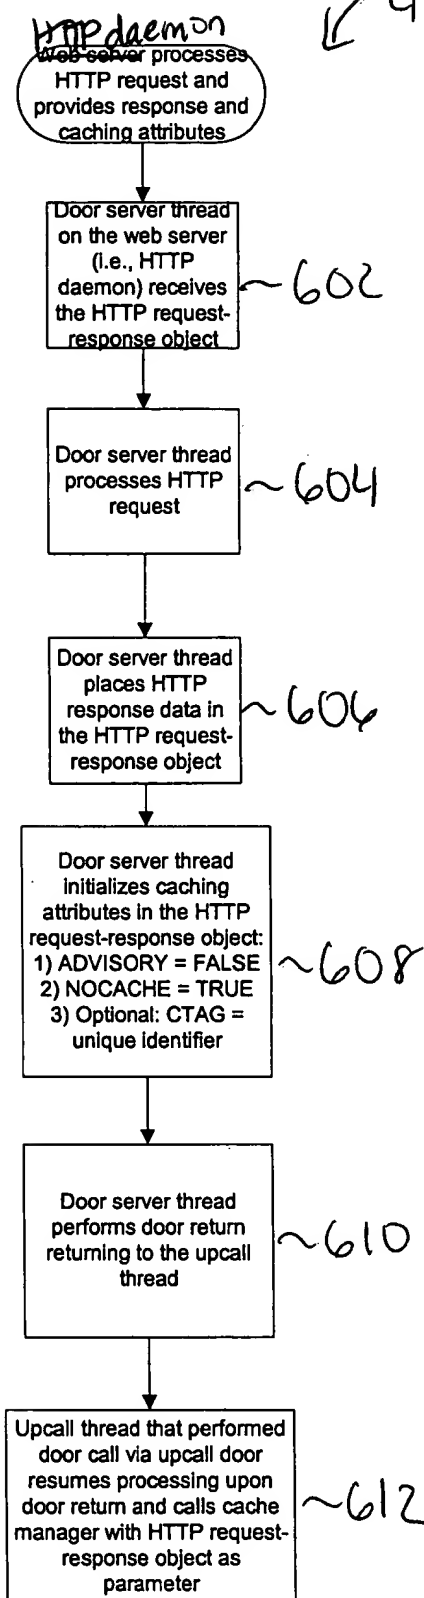 HTTP daemon
Web server processes
HTTP request and
provides response and
caching attributes
Door server thread
on the web server
(i.e., HTTP
daemon) receives
the HTTP request-
response object
~602
Door server thread
processes HTTP
request
~604
Door server thread
places HTTP
response data in
the HTTP request-
response object
~606
Door server thread
initializes caching
attributes in the HTTP
request-response object:
1) ADVISORY = FALSE
2) NOCACHE = TRUE
3) Optional: CTAG =
unique identifier
~608
Door server thread
performs door return
returning to the upcall
thread
~610
Upcall thread that performed
door call via upcall door
resumes processing upon
door return and calls cache
manager with HTTP request-
response object as
parameter
~612